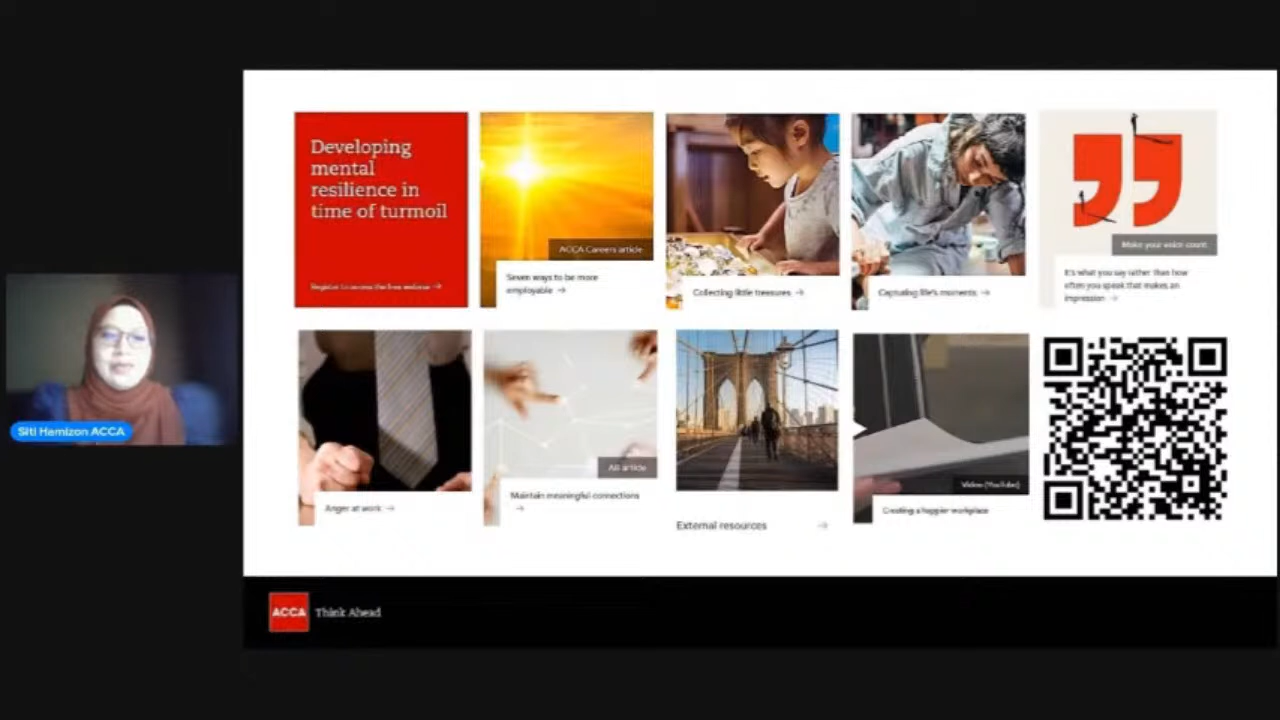 Developing
mental
resilience in
time of turmoil
Register to access the free webinar →
ACCA Careers article
Seven ways to be more
employable →
Collecting little treasures →
Capturing life's moments →
Make your voice count
It's what you say rather than how
often you speak that makes an
impression →
Siti Hamizon ACCA
Anger at work →
AB article
Maintain meaningful connections
→
External resources →
Video (YouTube)
Creating a happier workplace
ACCA Think Ahead